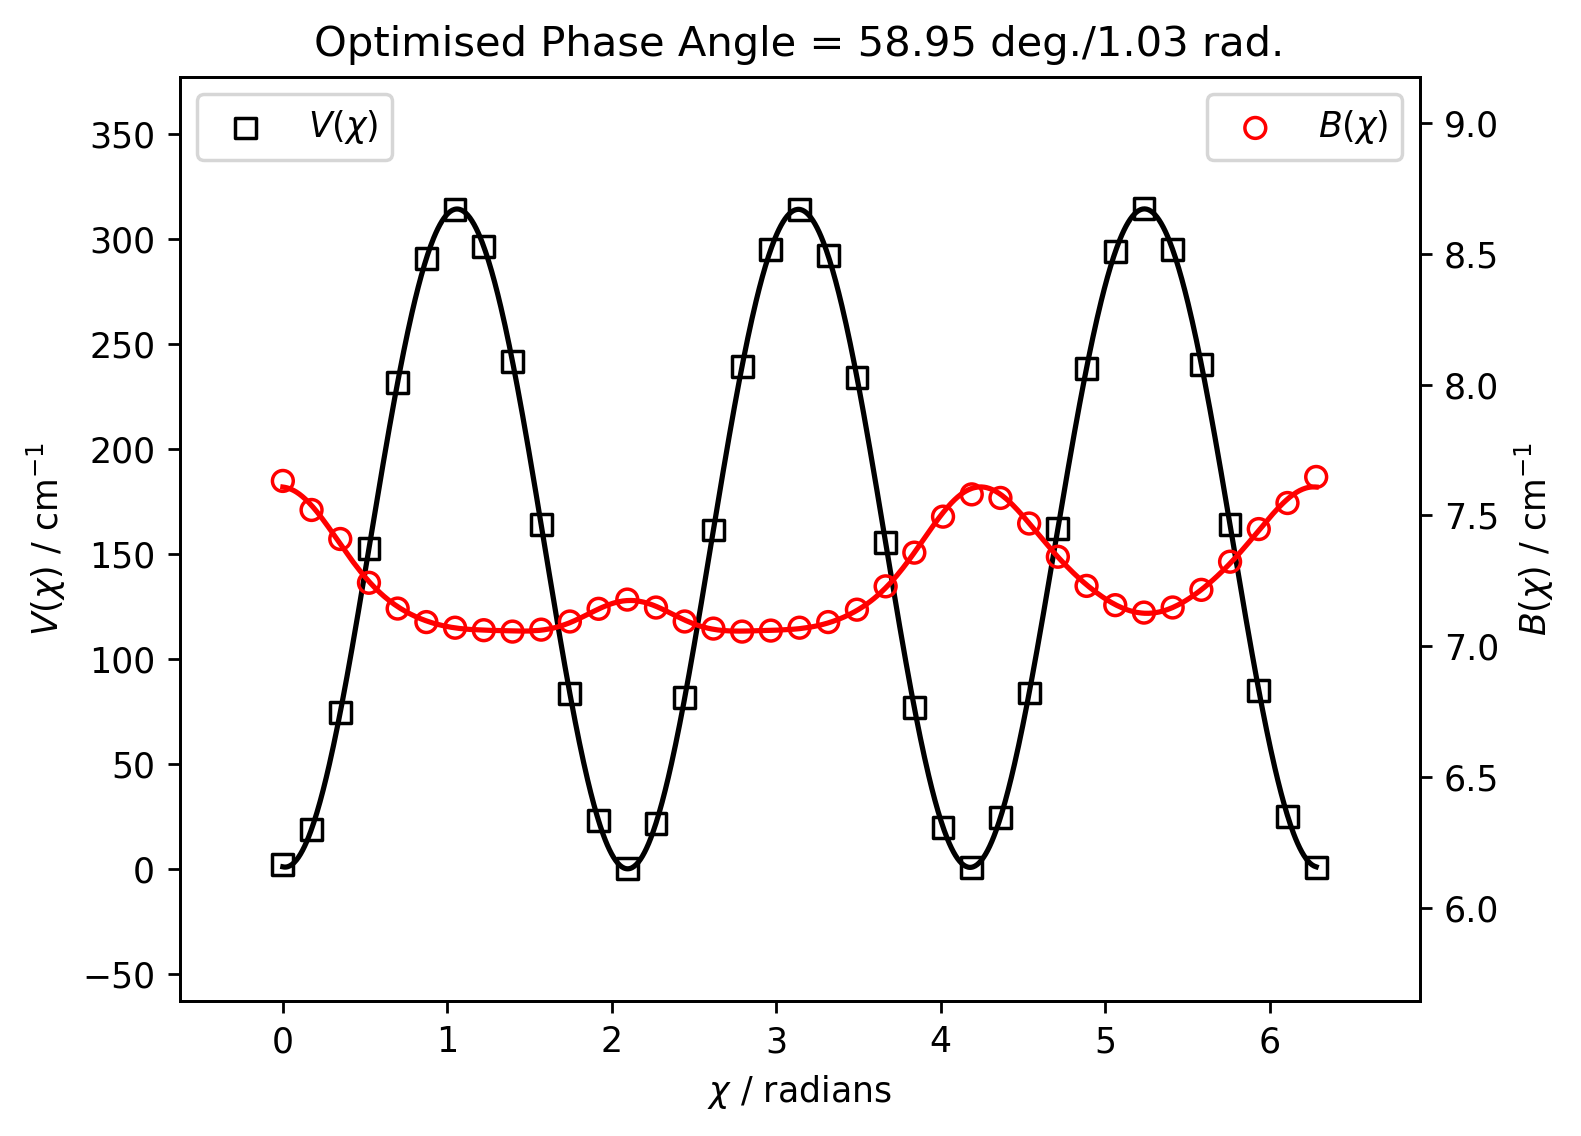 Optimised Phase Angle = 58.95 deg./1.03 rad.
V(χ)
B(χ)
350
300
250
200
150
100
50
0
−50
V(χ) / cm⁻¹
9.0
8.5
8.0
7.5
7.0
6.5
6.0
B(χ) / cm⁻¹
0 1 2 3 4 5 6
χ / radians